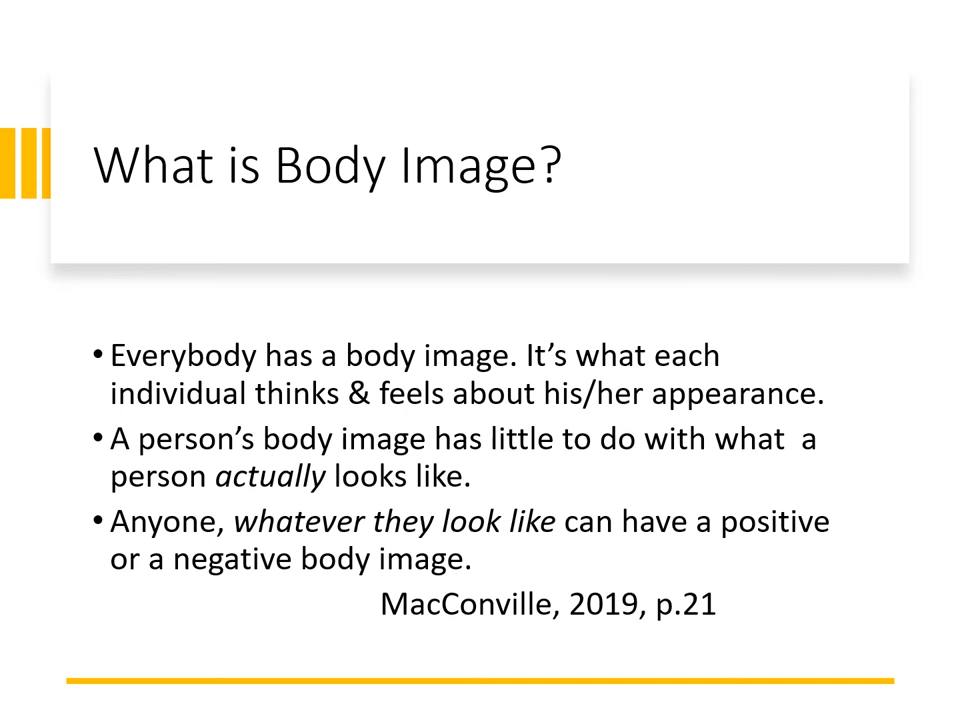 What is Body Image?
• Everybody has a body image. It’s what each
individual thinks & feels about his/her appearance.
• A person’s body image has little to do with what  a
person actually looks like.
• Anyone, whatever they look like can have a positive
or a negative body image.
MacConville, 2019, p.21